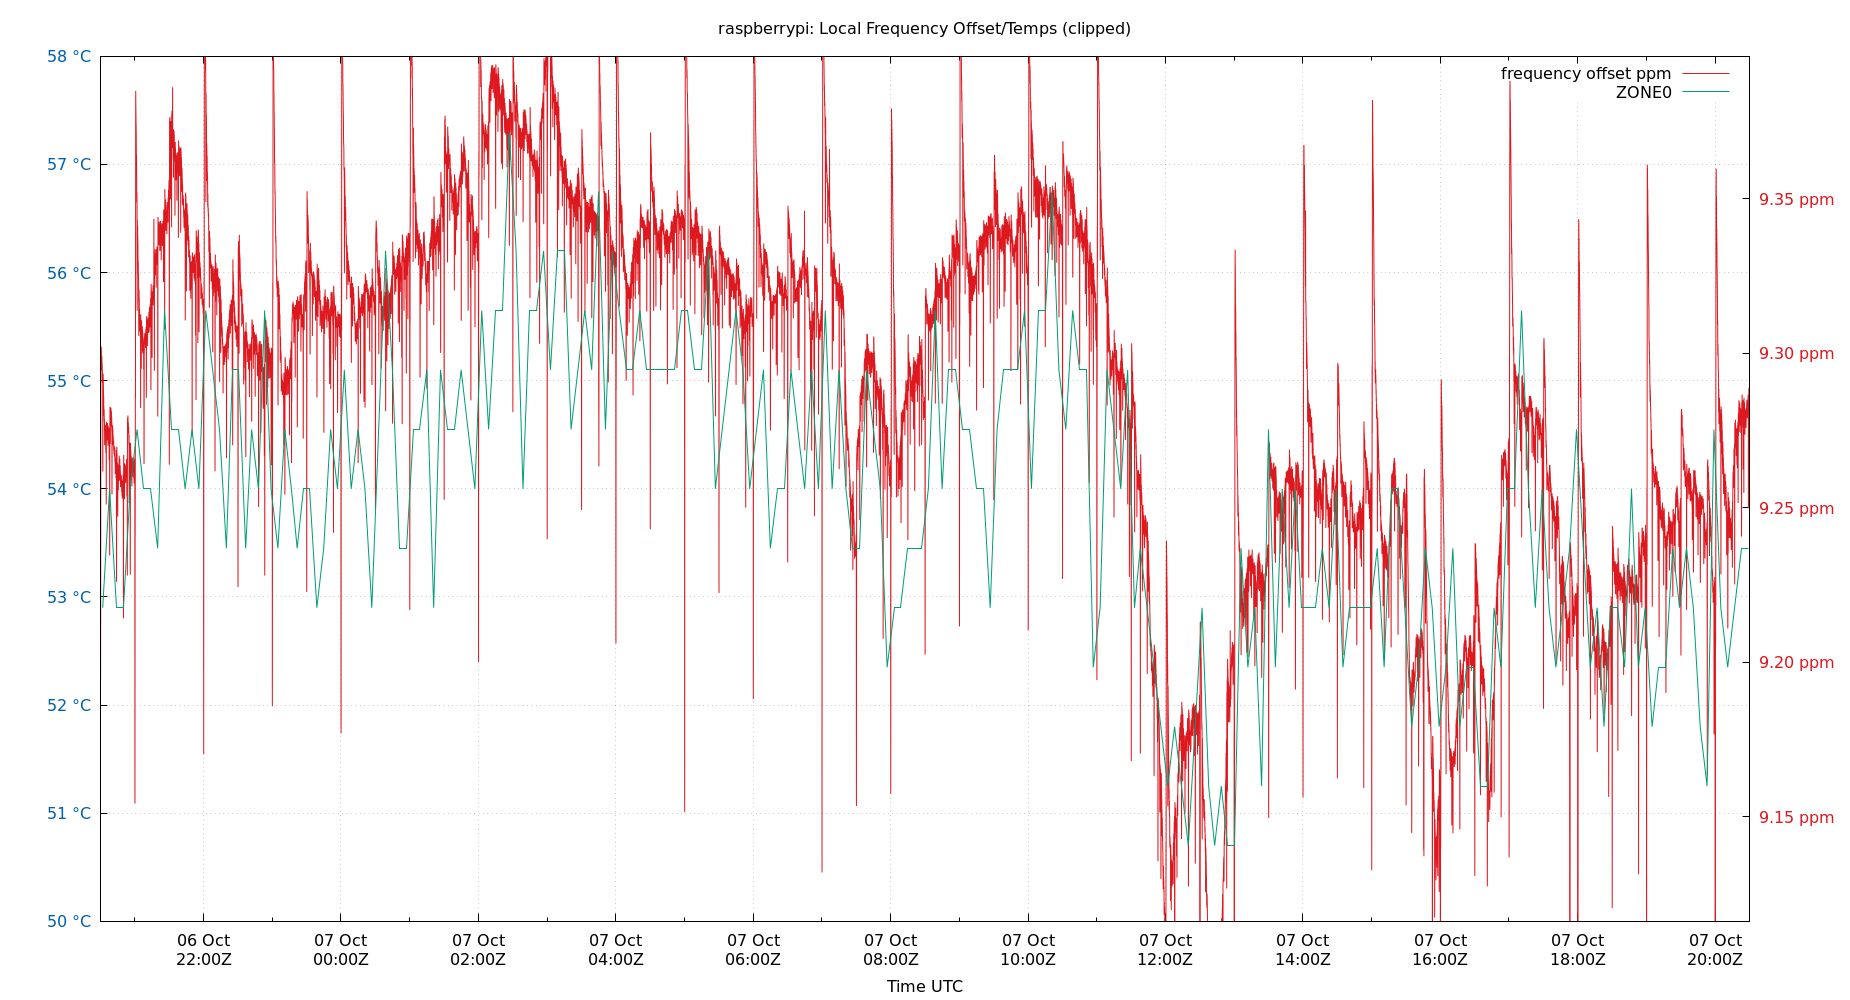 raspberrypi: Local Frequency Offset/Temps (clipped)
58 °C
57 °C
56 °C
55 °C
54 °C
53 °C
52 °C
51 °C
50 °C
frequency offset ppm
ZONE0
9.35 ppm
9.30 ppm
9.25 ppm
9.20 ppm
9.15 ppm
06 Oct 07 Oct 07 Oct 07 Oct 07 Oct 07 Oct 07 Oct 07 Oct 07 Oct 07 Oct 07 Oct 07 Oct
22:00Z 00:00Z 02:00Z 04:00Z 06:00Z 08:00Z 10:00Z 12:00Z 14:00Z 16:00Z 18:00Z 20:00Z
Time UTC